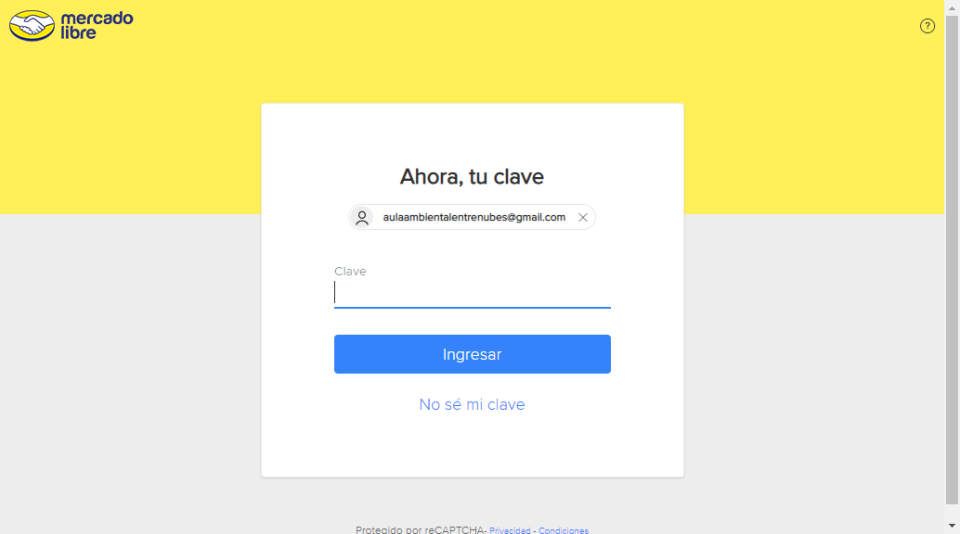 mercado
libre
?
Ahora, tu clave
aulaambientalentrenubes@gmail.com
Clave
Ingresar
No sé mi clave
Protegido por reCAPTCHA- Privacidad - Condiciones